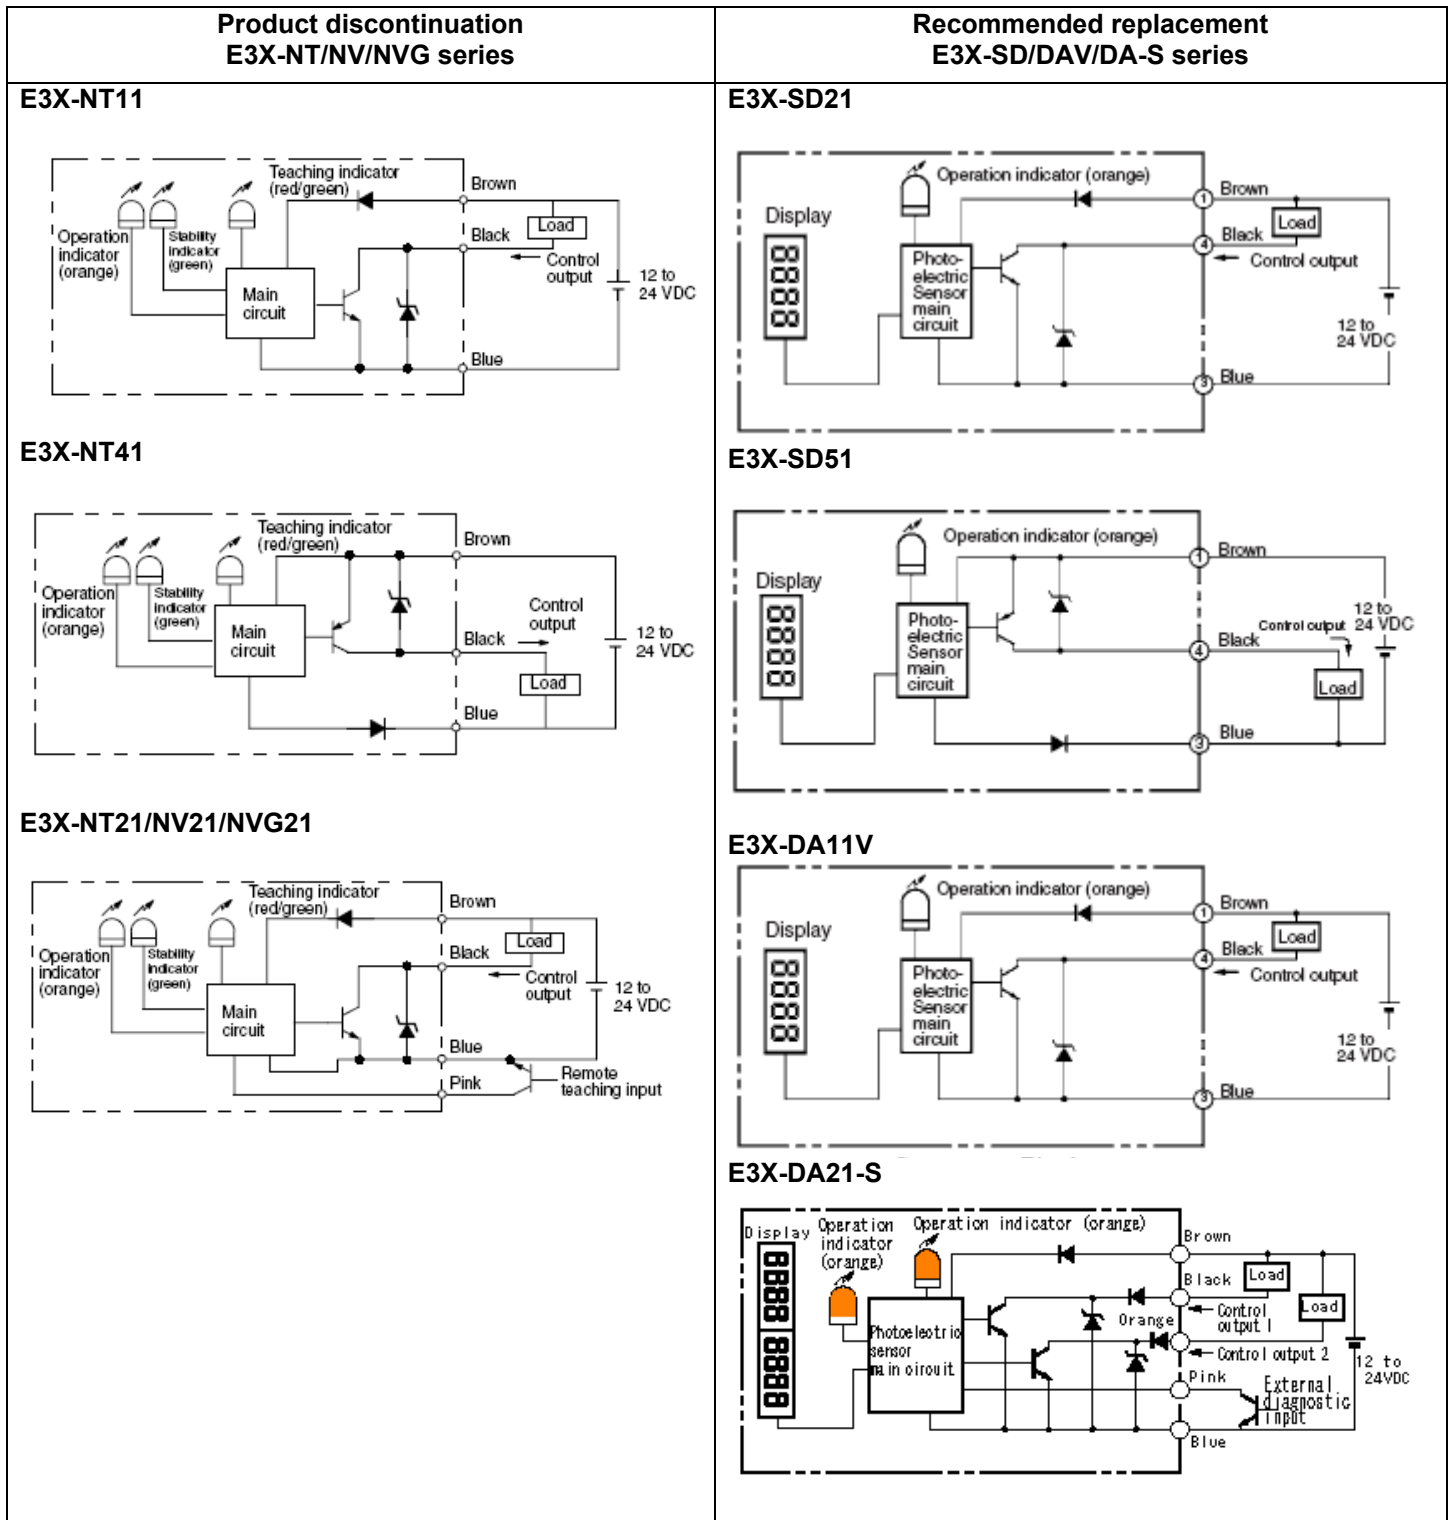 Product discontinuation
E3X-NT/NV/NVG series
Recommended replacement
E3X-SD/DAV/DA-S series
E3X-NT11
Teaching indicator
(red/green)
Brown
Load
Operation
indicator
(orange)
Stability
indicator
(green)
Black
Control
output
Main
circuit
12 to
24 VDC
Blue
E3X-NT41
Teaching indicator
(red/green)
Brown
Operation
indicator
(orange)
Stability
indicator
(green)
Control
output
Main
circuit
Black
12 to
24 VDC
Load
Blue
E3X-NT21/NV21/NVG21
Teaching indicator
(red/green)
Brown
Load
Operation
indicator
(orange)
Stability
indicator
(green)
Black
Control
output
12 to
24 VDC
Main
circuit
Blue
Pink
Remote
teaching input
E3X-SD21
Operation indicator (orange)
1
Brown
Display
Load
Black
4
Control output
Photo-
electric
Sensor
main
circuit
12 to
24 VDC
3
Blue
E3X-SD51
Operation indicator (orange)
1
Brown
Display
Photo-
electric
Sensor
main
circuit
12 to
24 VDC
Control output
Black
4
Load
Blue
3
E3X-DA11V
Operation indicator (orange)
1
Brown
Display
Load
Black
4
Control output
Photo-
electric
Sensor
main
circuit
12 to
24 VDC
3
Blue
E3X-DA21-S
Display
Operation
indicator
(orange)
Operation indicator (orange)
Brown
Black
Load
Load
Control
output 1
Orange
Photoelectric
sensor
main circuit
Control output 2
12 to
24VDC
Pink
External
diagnostic
input
Blue